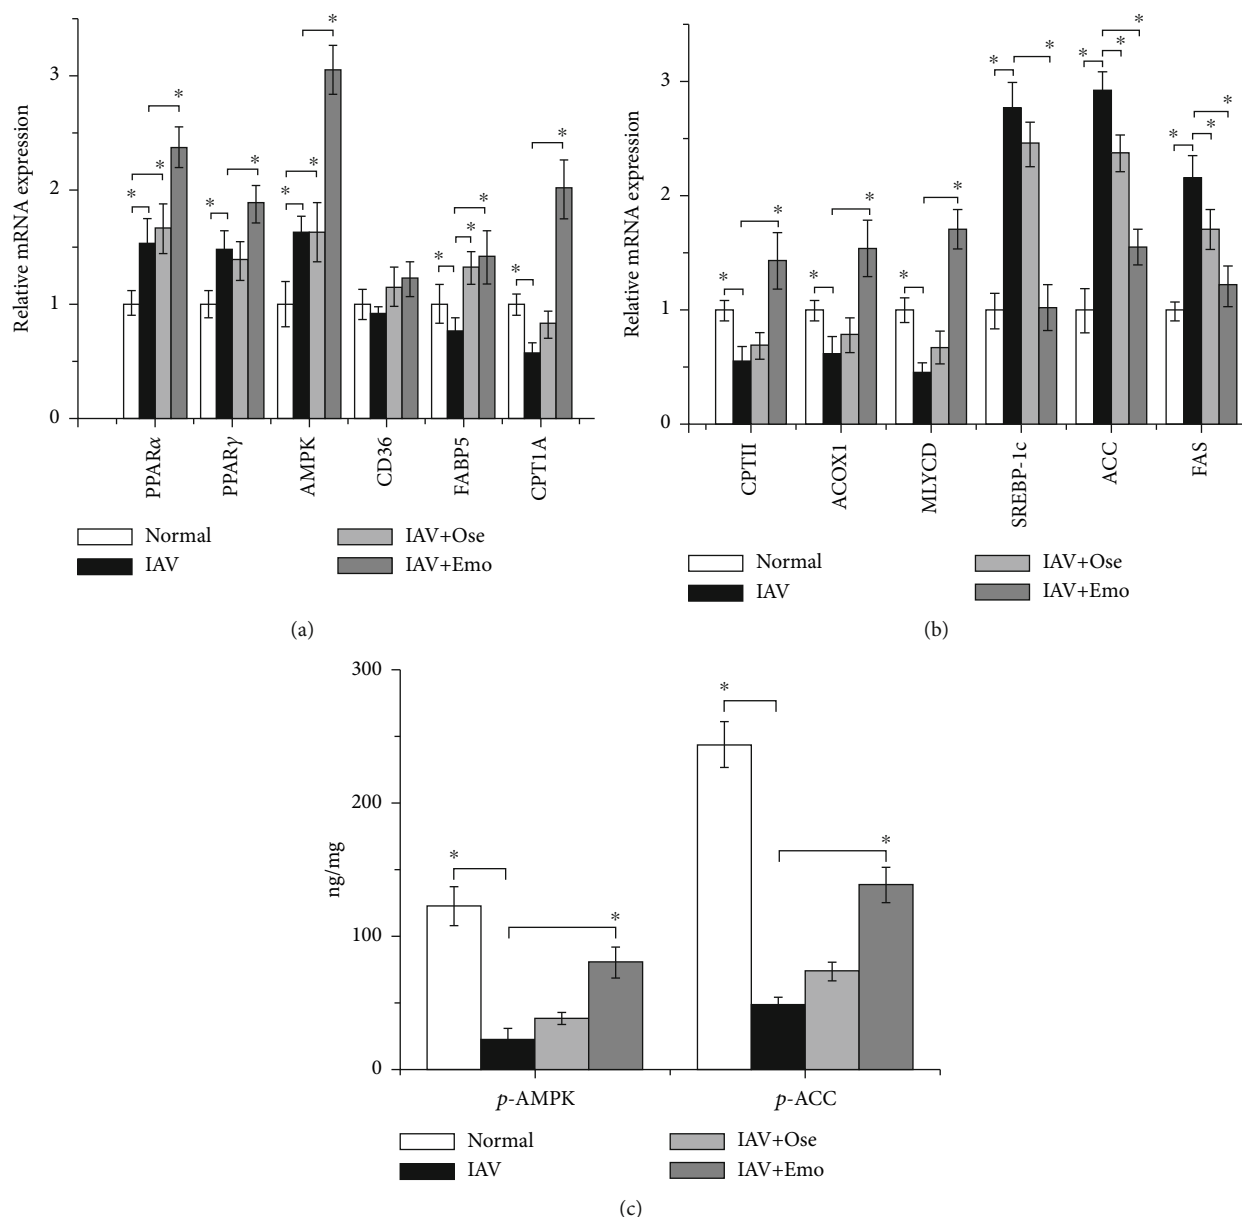 Relative mRNA expression
3
2
1
0
* * * * * * * * * * * * * * * *
PPARα PPARγ AMPK CD36 FABP5 CPT1A
Normal IAV+Ose
IAV IAV+Emo
(a)
Relative mRNA expression
3
2
1
0
* * * * * * * * * * * * * *
CPTII ACOX1 MLYCD SREBP-1c ACC FAS
Normal IAV+Ose
IAV IAV+Emo
(b)
ng/mg
300
200
100
0
* * * *
p-AMPK p-ACC
Normal IAV+Ose
IAV IAV+Emo
(c)